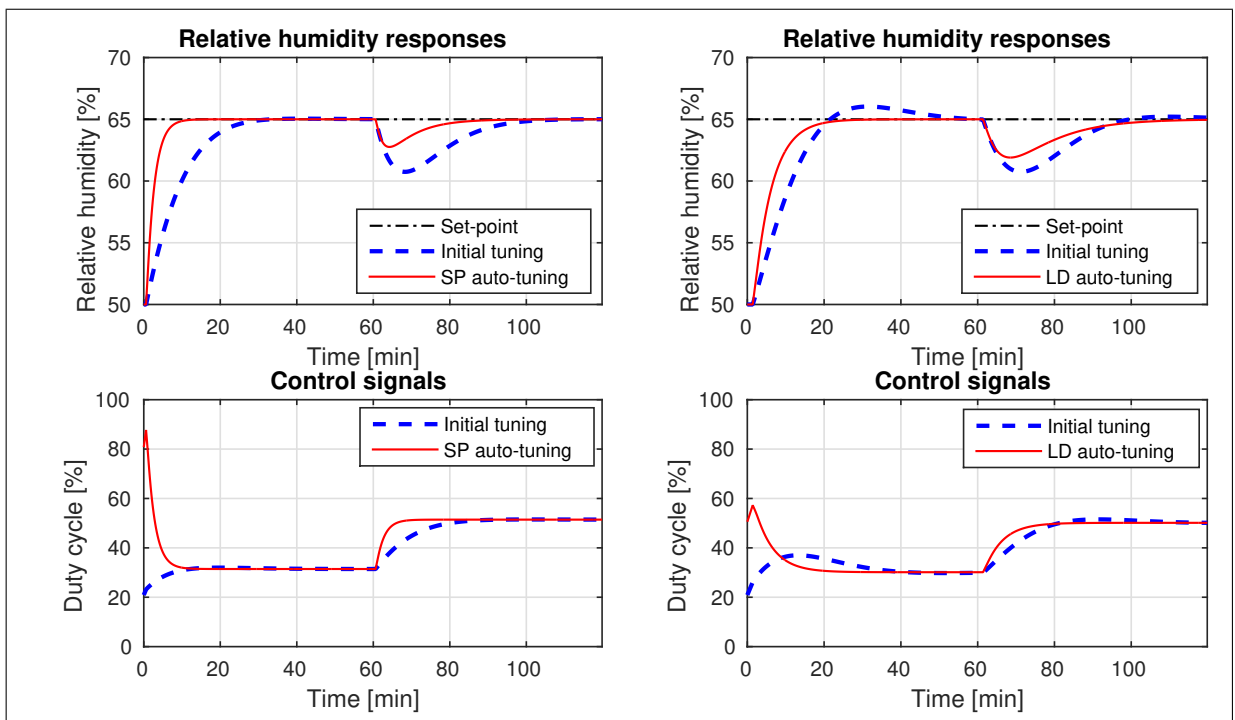 Relative humidity responses
Relative humidity [%]
70
65
60
55
50
0 20 40 60 80 100
Time [min]
Set-point
Initial tuning
SP auto-tuning
Relative humidity responses
Relative humidity [%]
70
65
60
55
50
0 20 40 60 80 100
Time [min]
Set-point
Initial tuning
LD auto-tuning
Control signals
Duty cycle [%]
100
80
60
40
20
0
0 20 40 60 80 100
Time [min]
Initial tuning
SP auto-tuning
Control signals
Duty cycle [%]
100
80
60
40
20
0
0 20 40 60 80 100
Time [min]
Initial tuning
LD auto-tuning